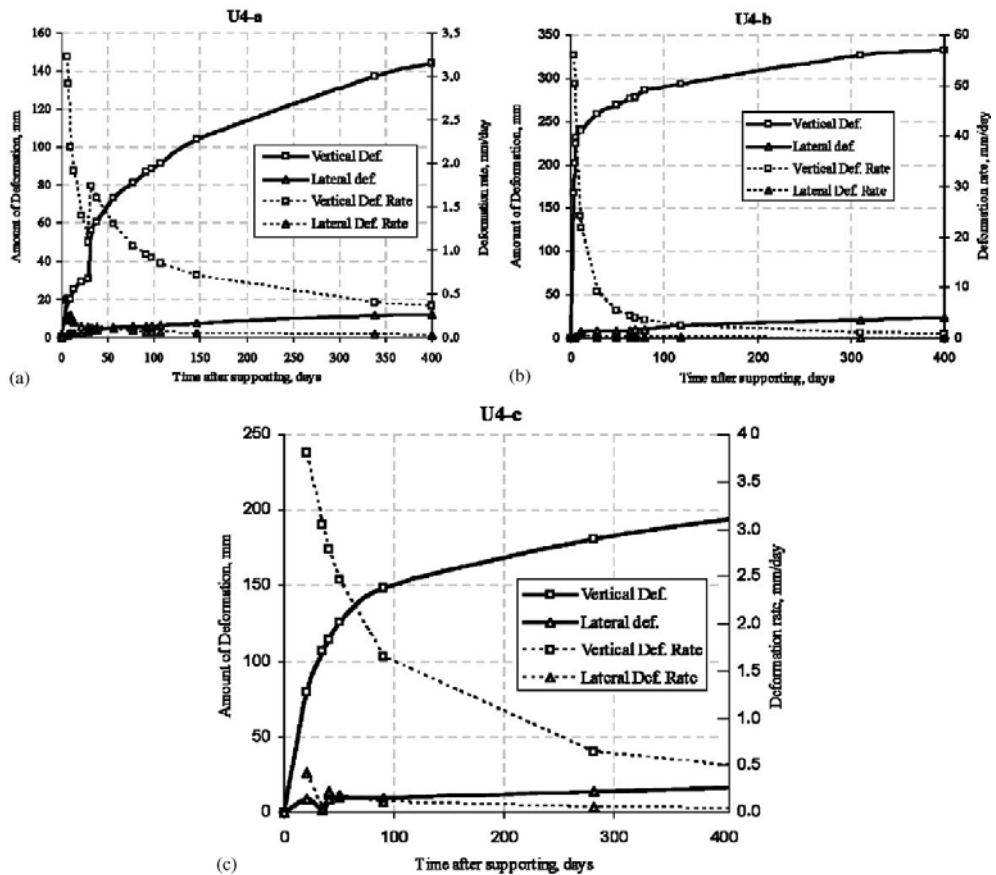 U4-a
Amount of Deformation, mm
160
140
120
100
80
60
40
20
0
3,5
3,0
2,5
2,0
1,5
1,0
0,5
0,0
Deformation rate, mm/day
Vertical Def.
Lateral def.
Vertical Def. Rate
Lateral Def. Rate
0 50 100 150 200 250 300 350 400
Time after supporting, days
(a)
U4-b
Amount of Deformation, mm
350
300
250
200
150
100
50
0
60
50
40
30
20
10
0
Deformation rate, mm/day
Vertical Def.
Lateral def.
Vertical Def. Rate
Lateral Def. Rate
0 100 200 300 400
Time after supporting, days
(b)
U4-c
Amount of Deformation, mm
250
200
150
100
50
0
4.0
3.5
3.0
2.5
2.0
1.5
1.0
0.5
0.0
Deformation rate, mm/day
Vertical Def.
Lateral def.
Vertical Def. Rate
Lateral Def. Rate
0 100 200 300 400
Time after supporting, days
(c)